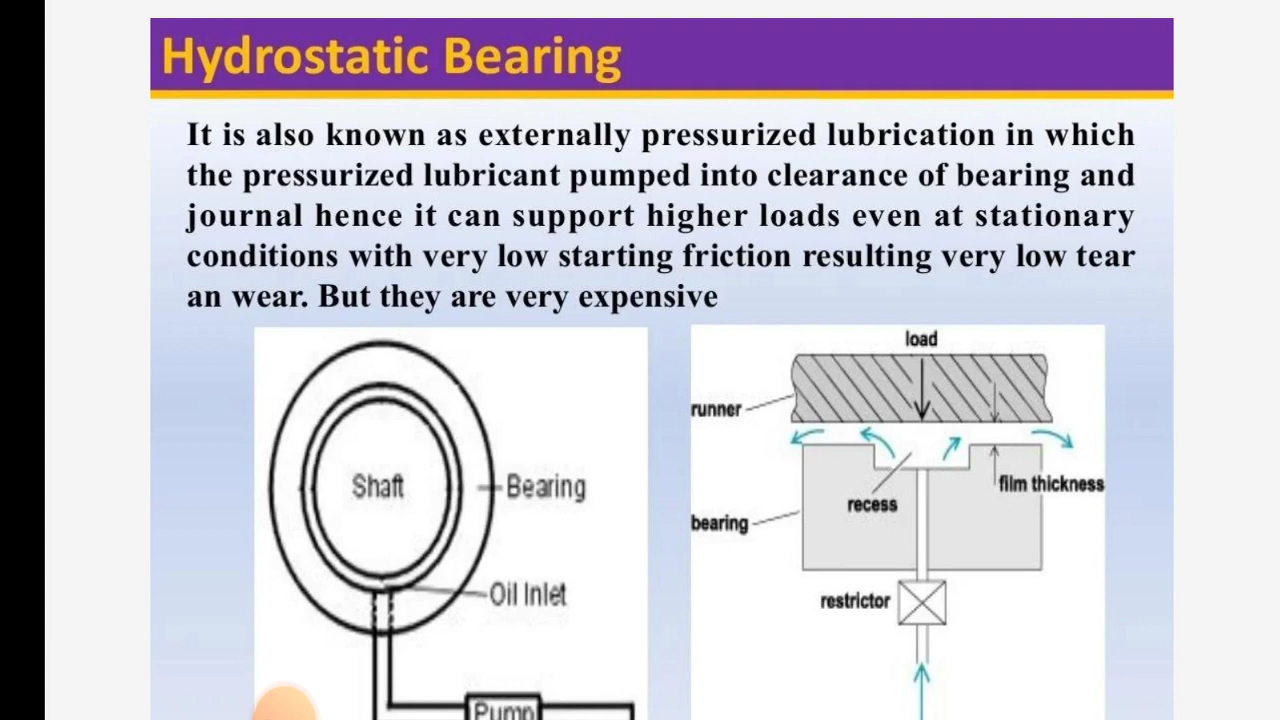 Hydrostatic Bearing
It is also known as externally pressurized lubrication in which
the pressurized lubricant pumped into clearance of bearing and
journal hence it can support higher loads even at stationary
conditions with very low starting friction resulting very low tear
an wear. But they are very expensive
Shaft
Bearing
Oil Inlet
Pump
load
runner
film thickness
recess
bearing
restrictor